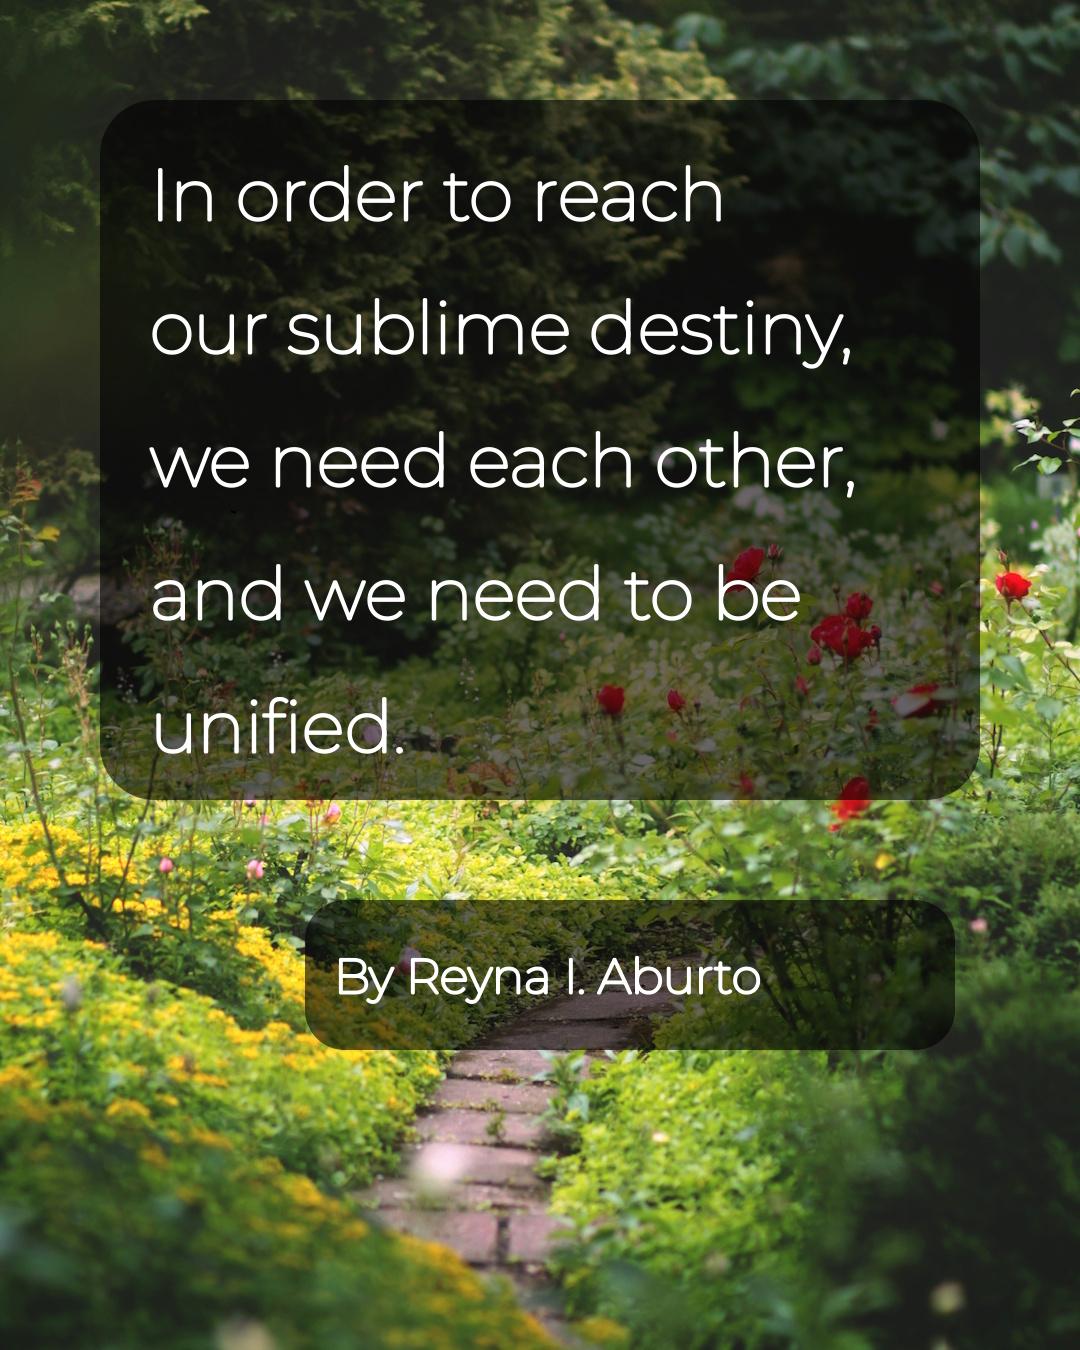 In order to reach
our sublime destiny,
we need each other,
and we need to be
unified.
By Reyna I. Aburto